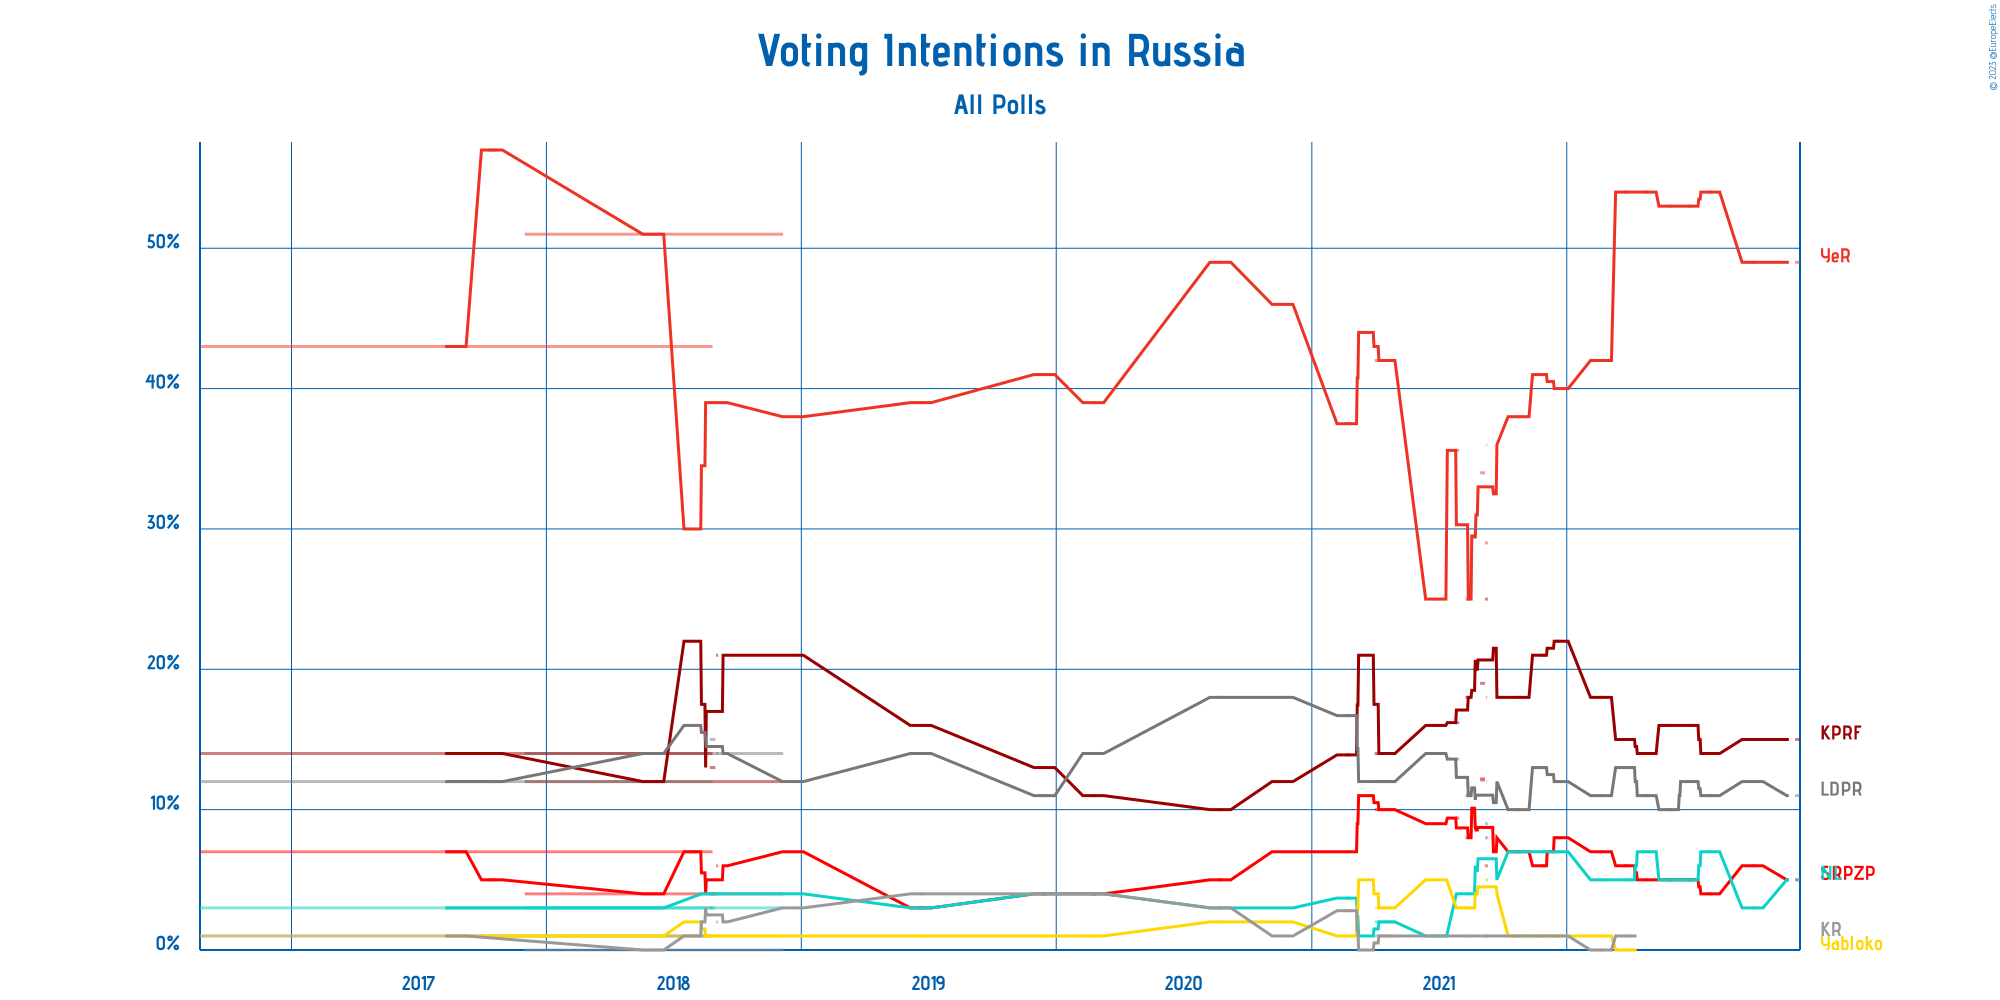 © 2023 @EuropeElects
Voting Intentions in Russia
All Polls
50%
40%
30%
20%
10%
0%
YeR
KPRF
LDPR
SRPZP
KR
Yabloko
2017
2018
2019
2020
2021